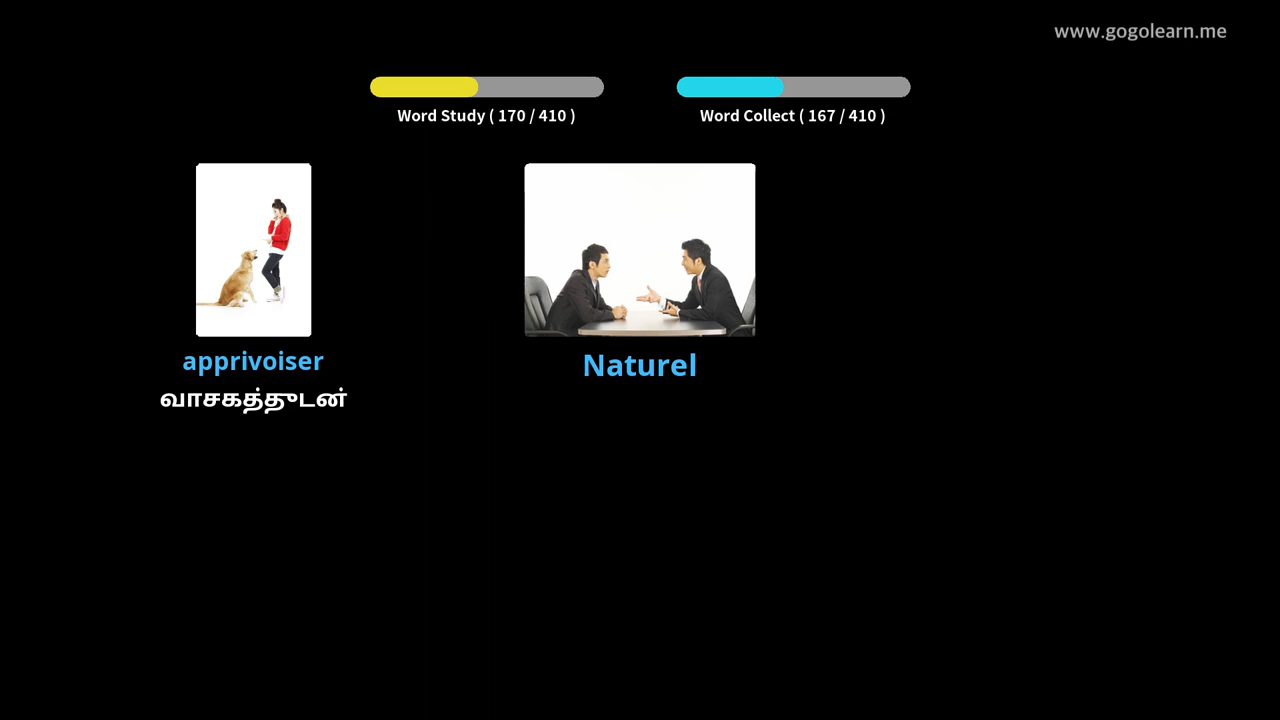 www.gogolearn.me
Word Study ( 170 / 410 )
Word Collect ( 167 / 410 )
apprivoiser
வாசகத்துடன்
Naturel